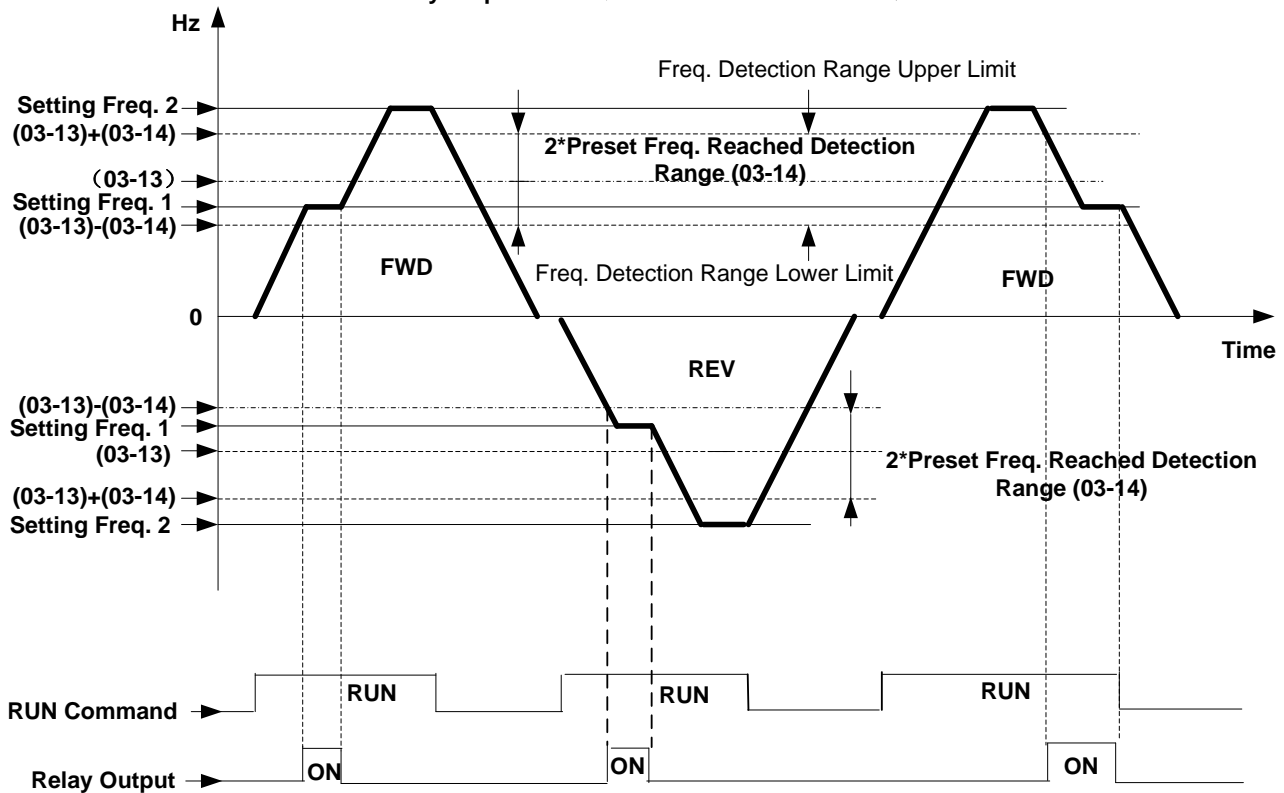 Hz
Freq. Detection Range Upper Limit
Setting Freq. 2
(03-13)+(03-14)
2*Preset Freq. Reached Detection
Range (03-14)
（03-13）
Setting Freq. 1
(03-13)-(03-14)
FWD
Freq. Detection Range Lower Limit
FWD
0
Time
REV
(03-13)-(03-14)
Setting Freq. 1
(03-13)
2*Preset Freq. Reached Detection
Range (03-14)
(03-13)+(03-14)
Setting Freq. 2
RUN
RUN
RUN
RUN Command
ON
ON
ON
Relay Output